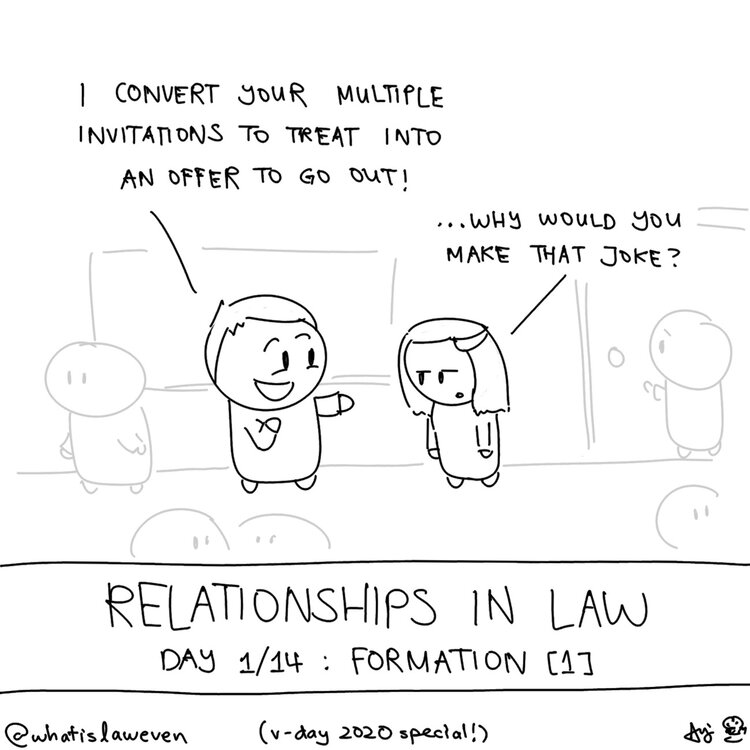 I CONVERT YOUR MULTIPLE
INVITATIONS TO TREAT INTO
AN OFFER TO GO OUT!
...WHY WOULD YOU
MAKE THAT JOKE?
RELATIONSHIPS IN LAW
DAY 1/14 : FORMATION [1]
@whatislaweven (v-day 2020 special!)